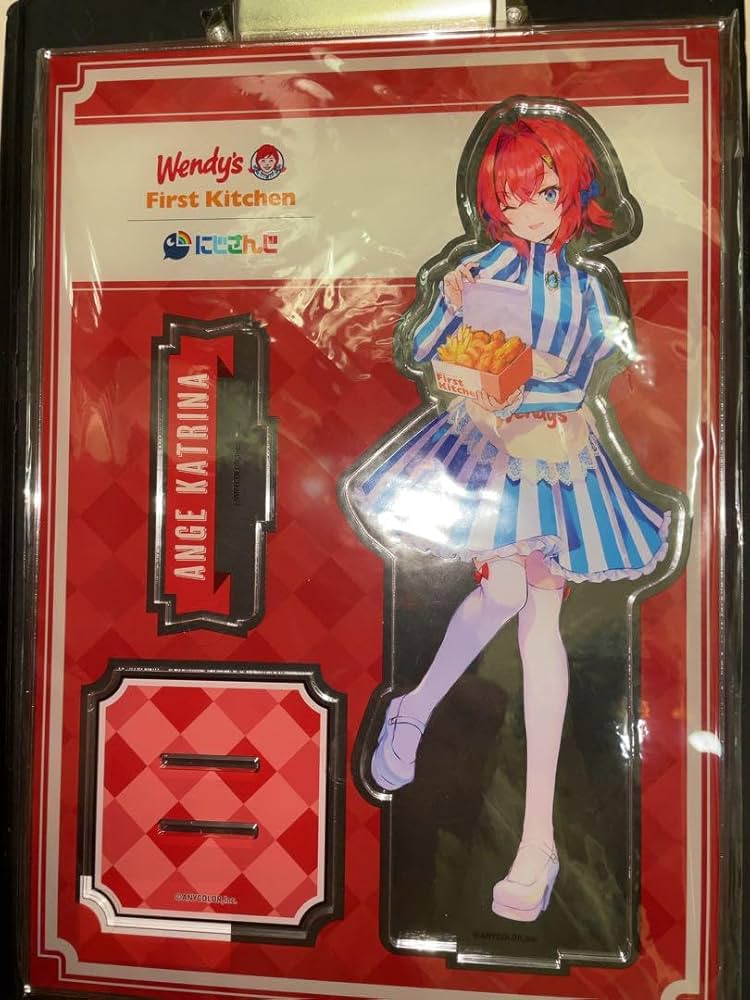 Wendy's
First Kitchen
にじさんじ
ANGE KATRINA
First
Kitchen
Wendy's
©ANYCOLOR, Inc.
©ANYCOLOR, Inc.